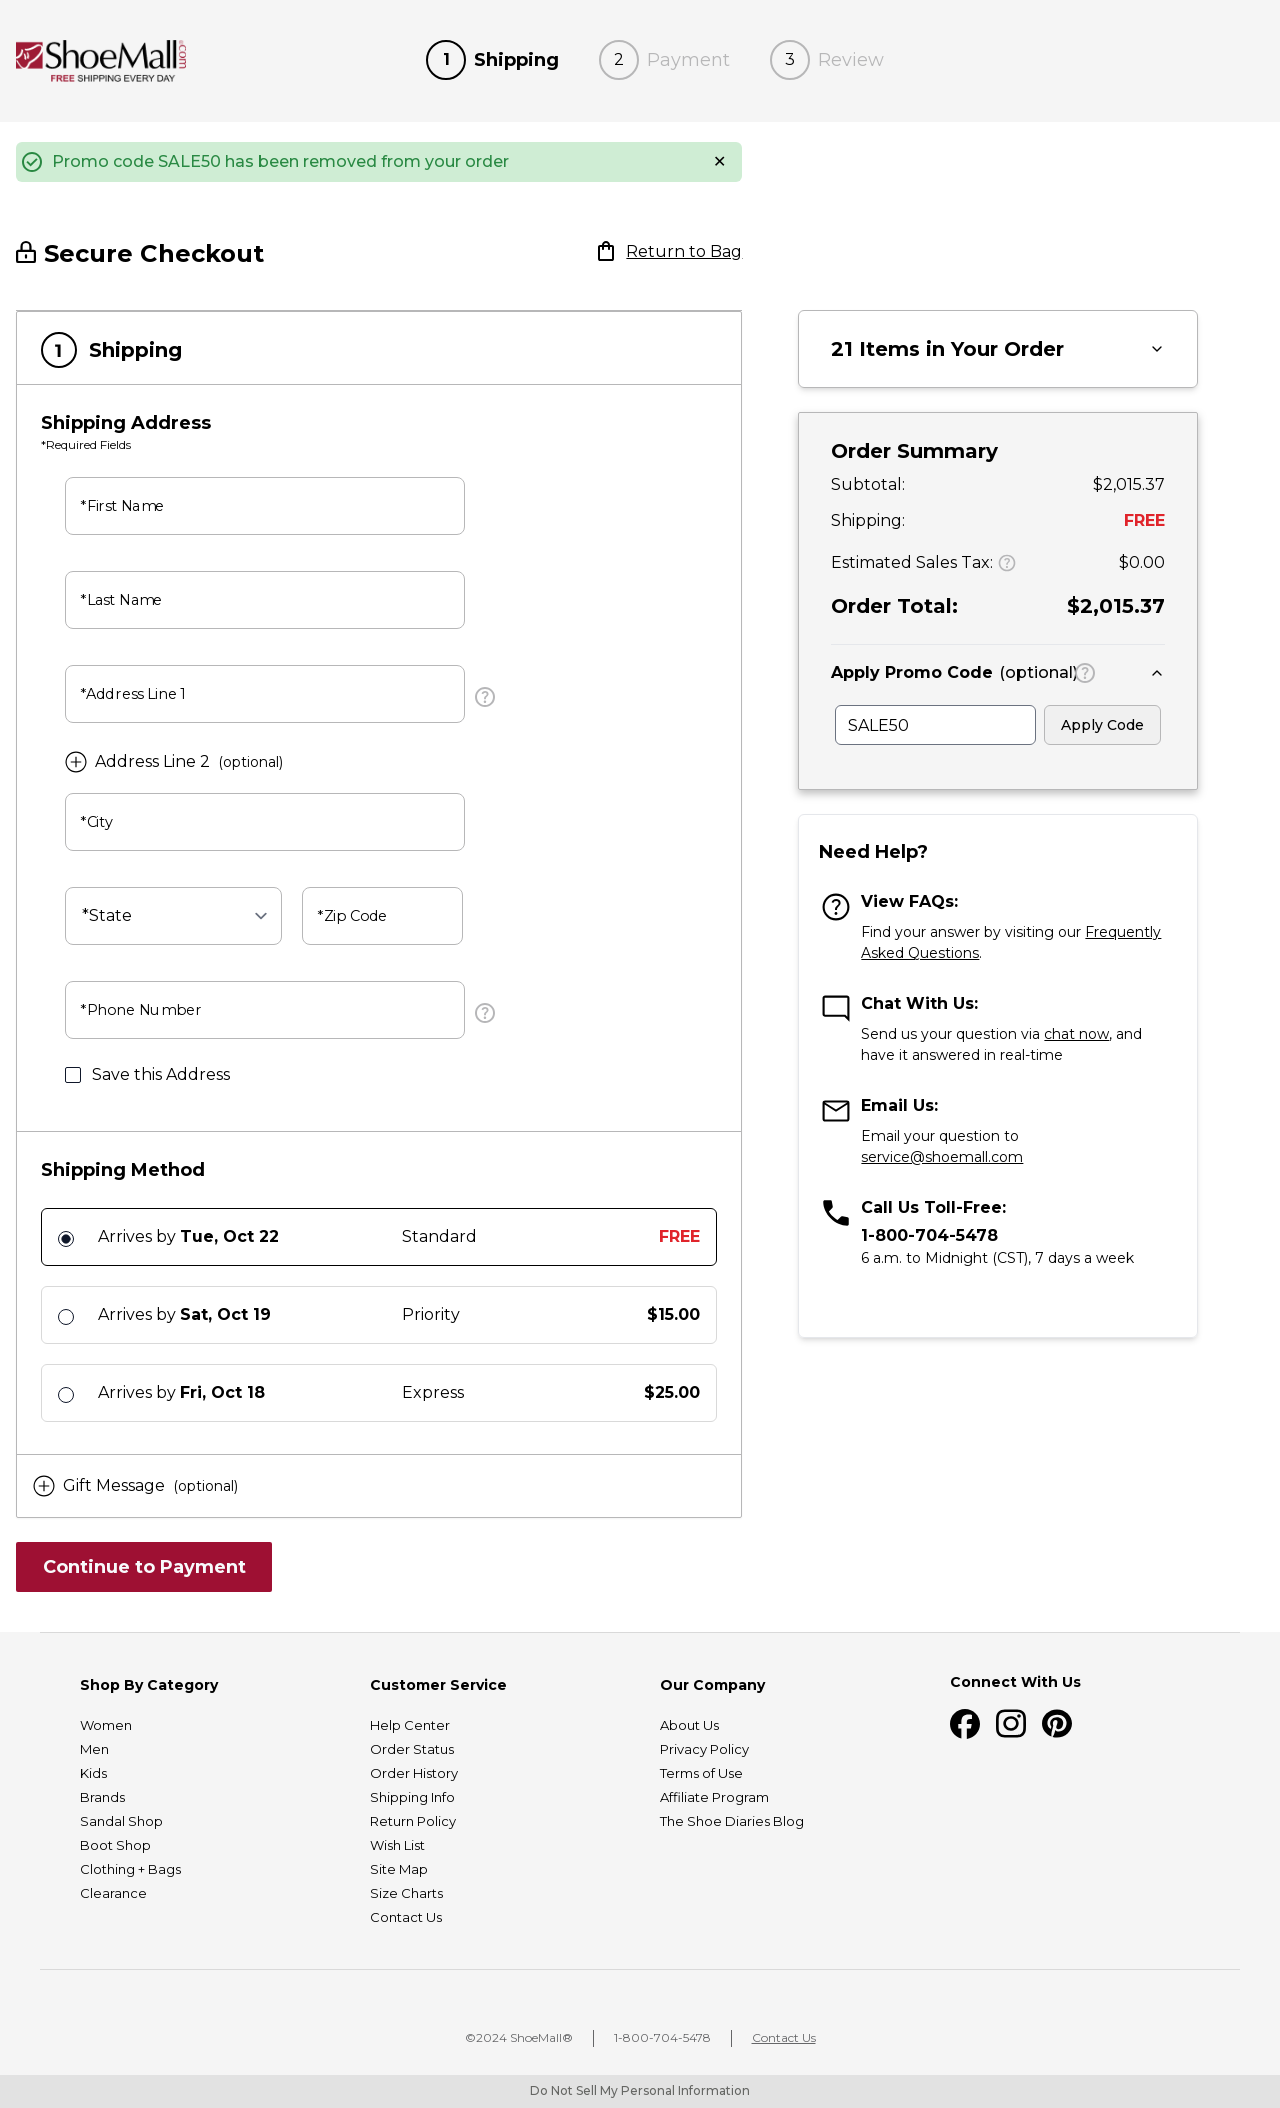 ShoeMall.com
FREE SHIPPING EVERY DAY
1 Shipping
2 Payment
3 Review
Promo code SALE50 has been removed from your order
Secure Checkout
Return to Bag
1 Shipping
Shipping Address
*Required Fields
*First Name
*Last Name
*Address Line 1
?
Address Line 2 (optional)
*City
*State
*Zip Code
*Phone Number
?
Save this Address
Shipping Method
Arrives by Tue, Oct 22 Standard FREE
Arrives by Sat, Oct 19 Priority $15.00
Arrives by Fri, Oct 18 Express $25.00
Gift Message (optional)
Continue to Payment
21 Items in Your Order
Order Summary
Subtotal: $2,015.37
Shipping: FREE
Estimated Sales Tax: ? $0.00
Order Total: $2,015.37
Apply Promo Code (optional) ?
SALE50
Apply Code
Need Help?
?
View FAQs:
Find your answer by visiting our Frequently
Asked Questions.
Chat With Us:
Send us your question via chat now, and
have it answered in real-time
Email Us:
Email your question to
service@shoemall.com
Call Us Toll-Free:
1-800-704-5478
6 a.m. to Midnight (CST), 7 days a week
Shop By Category
Women
Men
Kids
Brands
Sandal Shop
Boot Shop
Clothing + Bags
Clearance
Customer Service
Help Center
Order Status
Order History
Shipping Info
Return Policy
Wish List
Site Map
Size Charts
Contact Us
Our Company
About Us
Privacy Policy
Terms of Use
Affiliate Program
The Shoe Diaries Blog
Connect With Us
©2024 ShoeMall®
1-800-704-5478
Contact Us
Do Not Sell My Personal Information